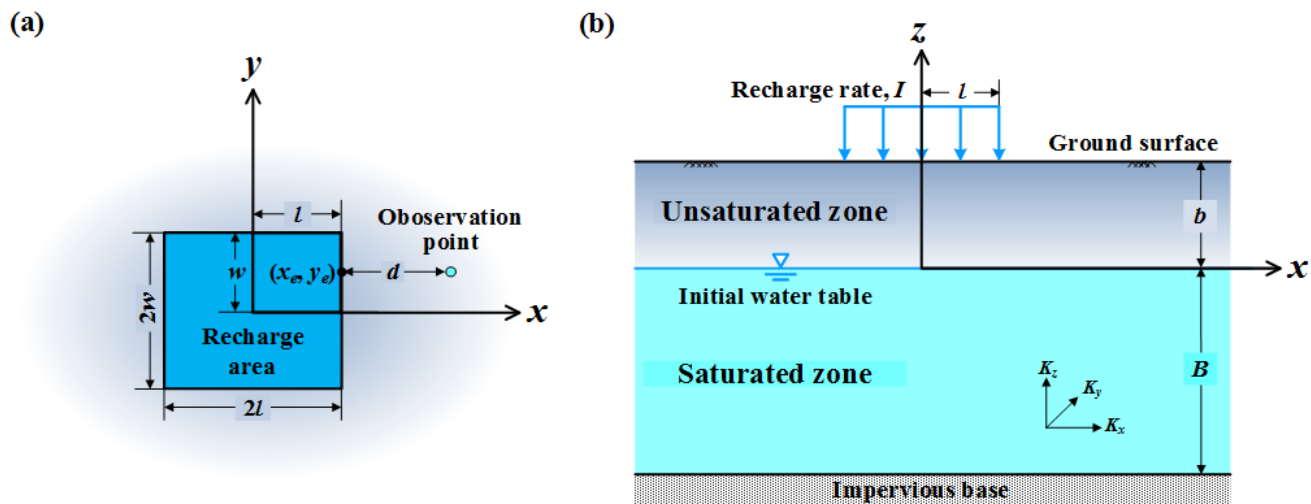 (a)
y
l
Oboservation
point
w
(xe, ye)
d
2w
x
Recharge
area
2l
(b)
z
Recharge rate, I
l
Ground surface
Unsaturated zone
b
x
Initial water table
Saturated zone
B
Kz
Ky
Kx
Impervious base